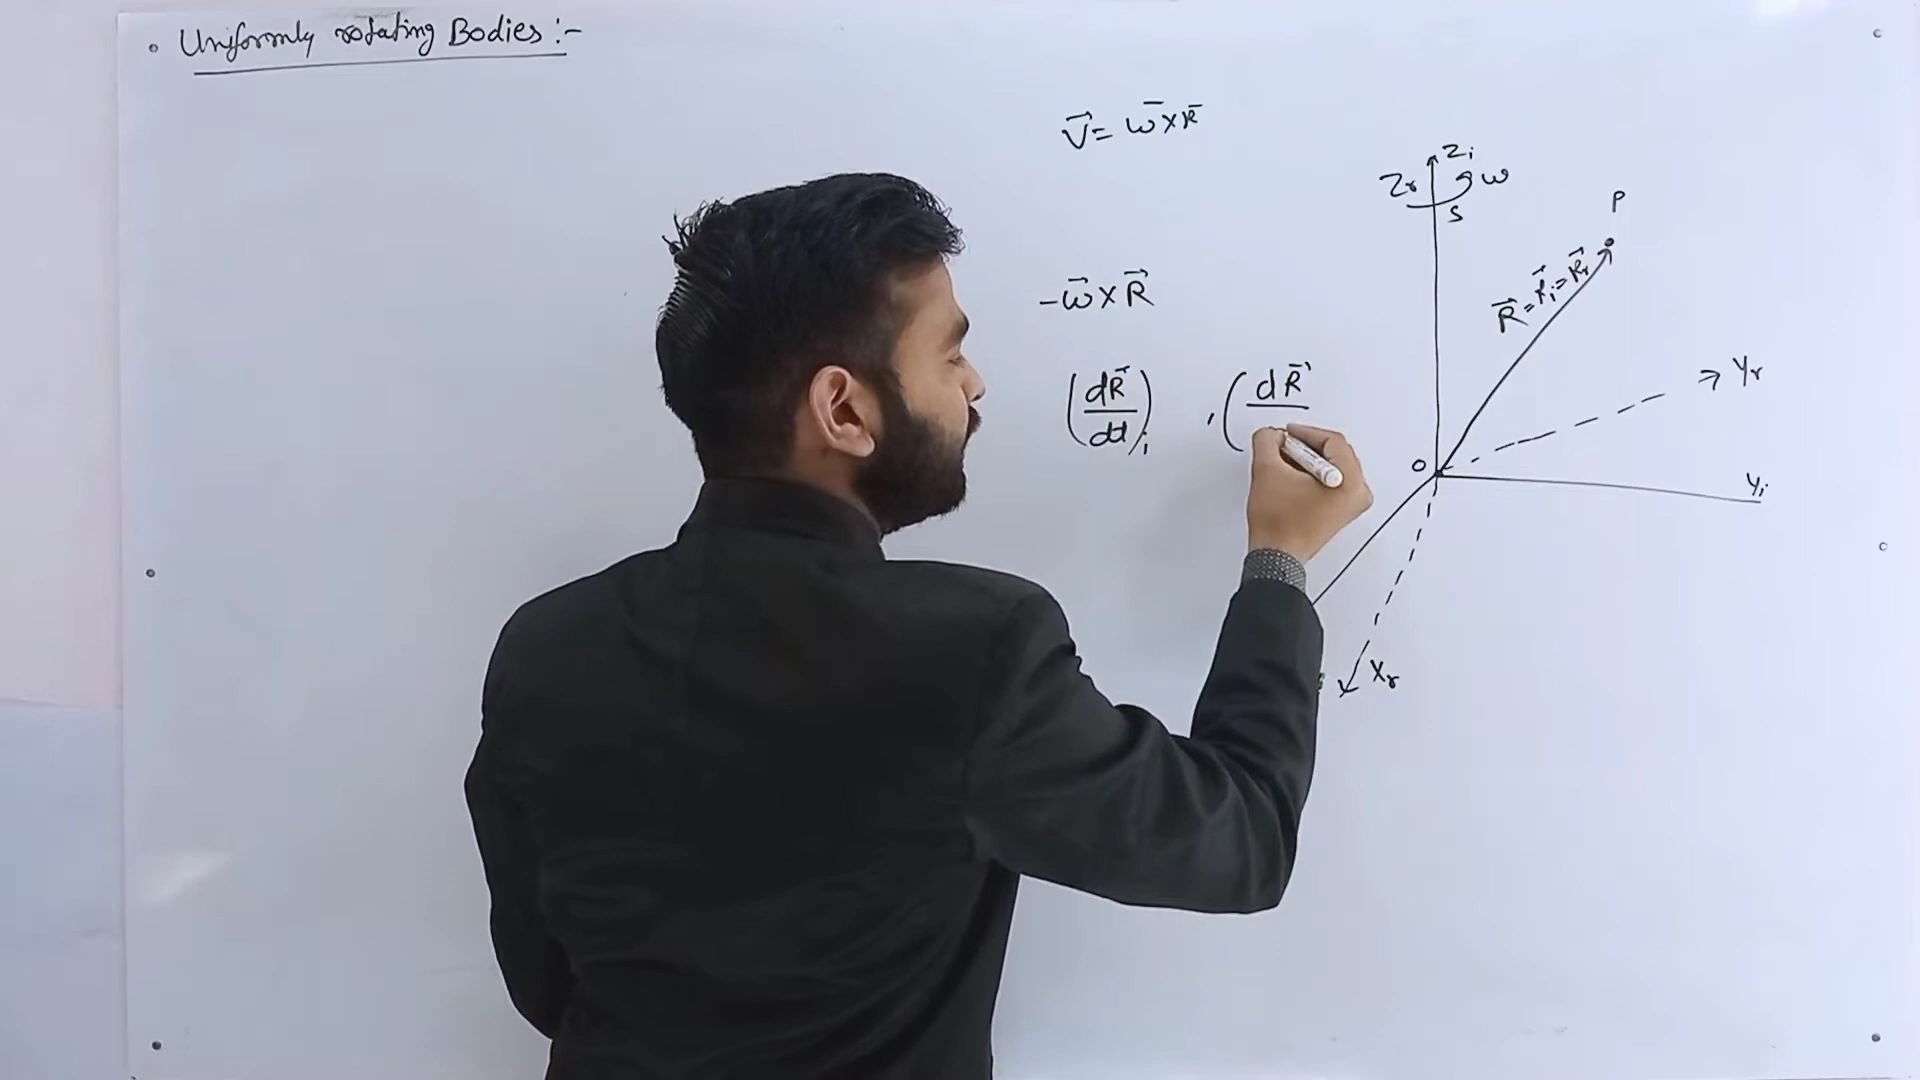 • Uniformly rotating Bodies :-
V⃗ = ω̄ × R̄
-ω⃗ × R⃗
(dR⃗/dt)i , (dR⃗
Zi
Zr
ω
S
P
R⃗ = R⃗i = R⃗r
Yr
O
Yi
Xr